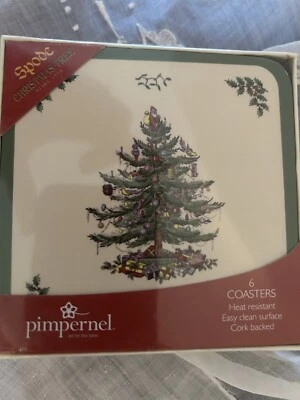 Spode
CHRISTMAS TREE
6
COASTERS
Heat resistant
Easy clean surface
Cork backed
pimpernel